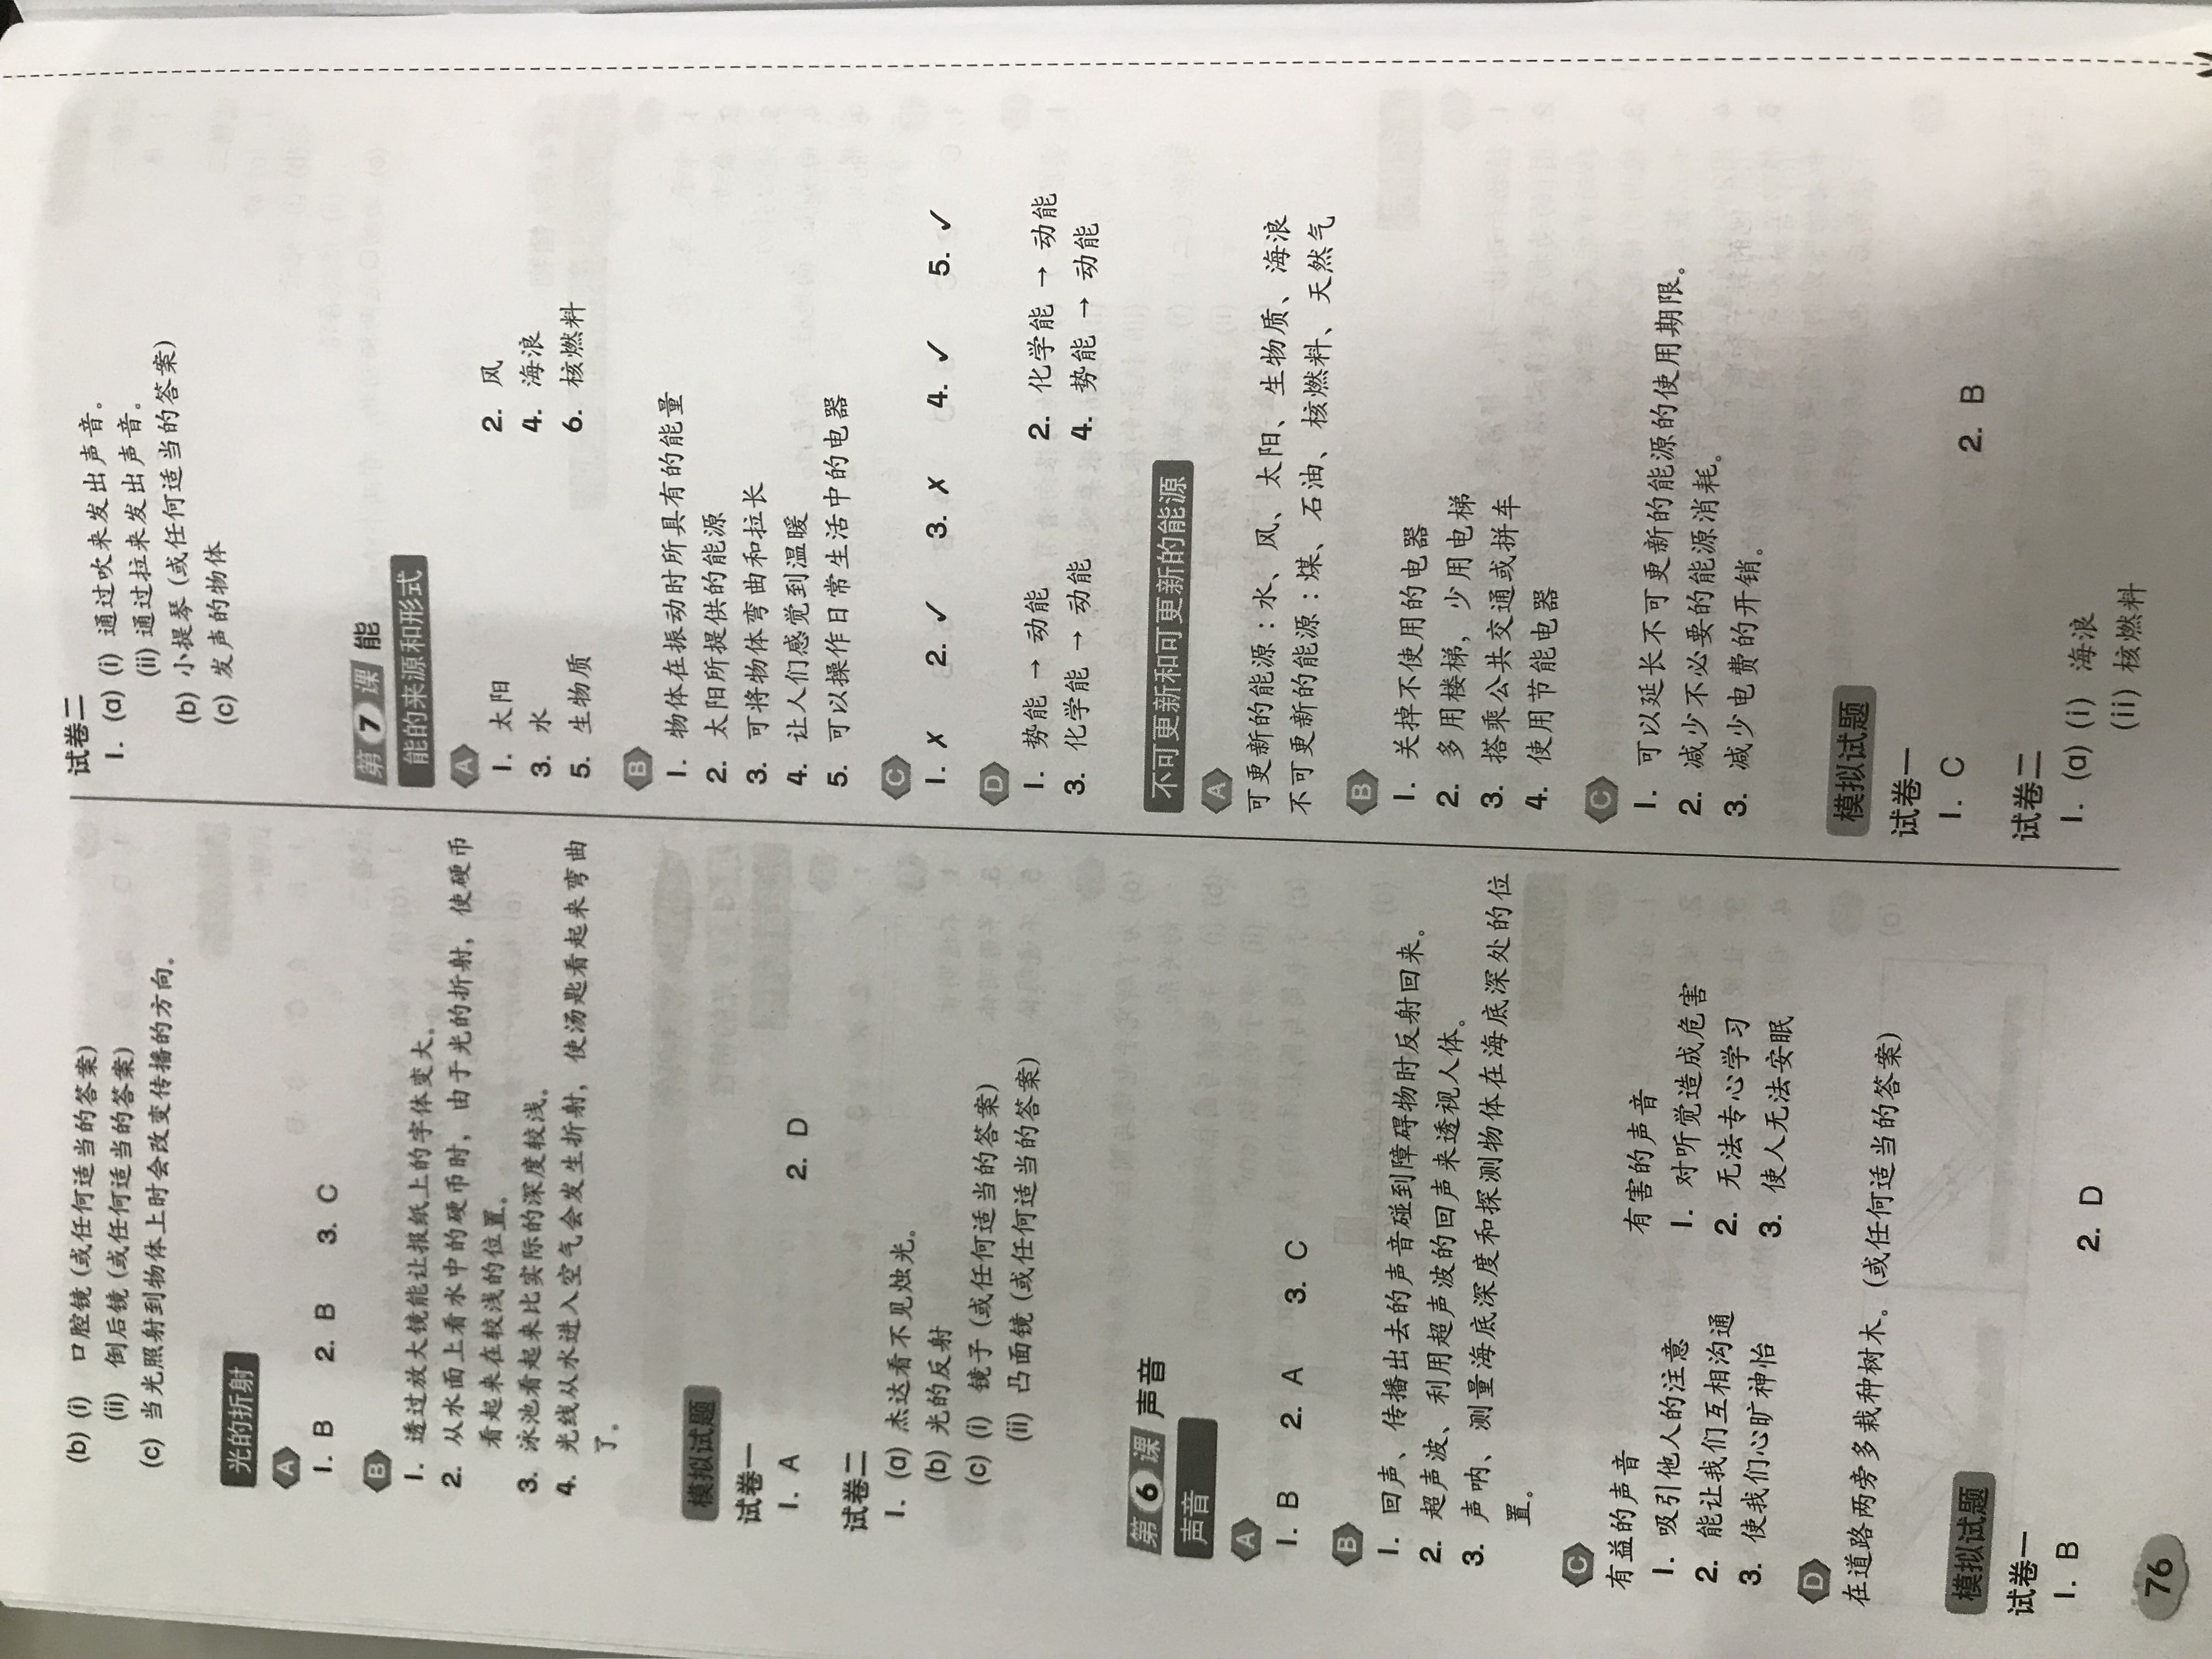 (b) (i) 口腔镜 (或任何适当的答案)
(ii) 倒后镜 (或任何适当的答案)
(c) 当光照射到物体上时会改变传播的方向。
光的折射
A
1. B 2. B 3. C
B
1. 透过放大镜能让报纸上的字体变大。
2. 从水面上看水中的硬币时，由于光的折射，使硬币
看起来在较浅的位置。
3. 泳池看起来比实际的深度较浅。
4. 光线从水进入空气会发生折射，使汤匙看起来弯曲
了。
模拟试题
试卷一
1. A 2. D
试卷二
1. (a) 杰达看不见烛光。
(b) 光的反射
(c) (i) 镜子 (或任何适当的答案)
(ii) 凸面镜 (或任何适当的答案)
第6课 声音
声音
A
1. B 2. A 3. C
B
1. 回声、传播出去的声音碰到障碍物时反射回来。
2. 超声波、利用超声波的回声来透视人体。
3. 声呐、测量海底深度和探测物体在海底深处的位
置。
C
有益的声音
1. 吸引他人的注意
2. 能让我们互相沟通
3. 使我们心旷神怡
有害的声音
1. 对听觉造成危害
2. 无法专心学习
3. 使人无法安眠
D
在道路两旁多栽种树木。(或任何适当的答案)
模拟试题
试卷一
1. B 2. D
76
试卷二
1. (a) (i) 通过吹来发出声音。
(ii) 通过拉来发出声音。
(b) 小提琴 (或任何适当的答案)
(c) 发声的物体
第7课 能
能的来源和形式
A
1. 太阳 2. 风
3. 水 4. 海浪
5. 生物质 6. 核燃料
B
1. 物体在振动时所具有的能量
2. 太阳所提供的能源
3. 可将物体弯曲和拉长
4. 让人们感觉到温暖
5. 可以操作日常生活中的电器
C
1. ✗ 2. ✓ 3. ✗ 4. ✓ 5. ✓
D
1. 势能 → 动能 2. 化学能 → 动能
3. 化学能 → 动能 4. 势能 → 动能
不可更新和可更新的能源
A
可更新的能源：水、风、太阳、生物质、海浪
不可更新的能源：煤、石油、核燃料、天然气
B
1. 关掉不使用的电器
2. 多用楼梯，少用电梯
3. 搭乘公共交通或拼车
4. 使用节能电器
C
1. 可以延长不可更新的能源的使用期限。
2. 减少不必要的能源消耗。
3. 减少电费的开销。
模拟试题
试卷一
1. C 2. B
试卷二
1. (a) (i) 海浪
(ii) 核燃料